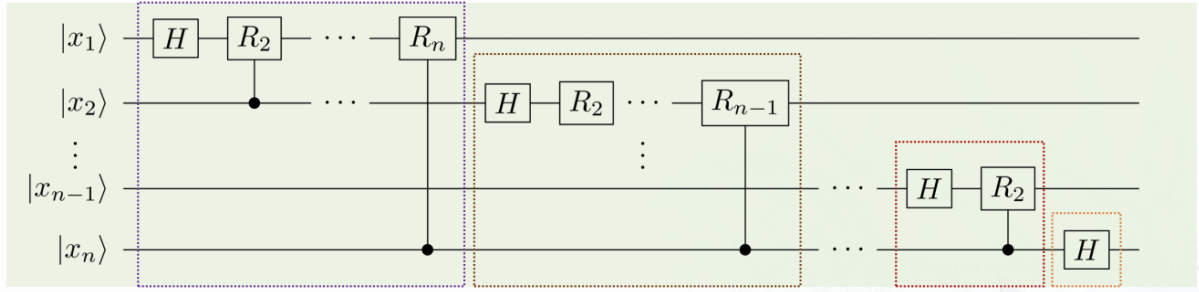 |x₁⟩ H R₂ ··· Rₙ
|x₂⟩ ··· H R₂ ··· Rₙ₋₁
⋮ ⋮
|xₙ₋₁⟩ ··· H R₂
|xₙ⟩ ··· H